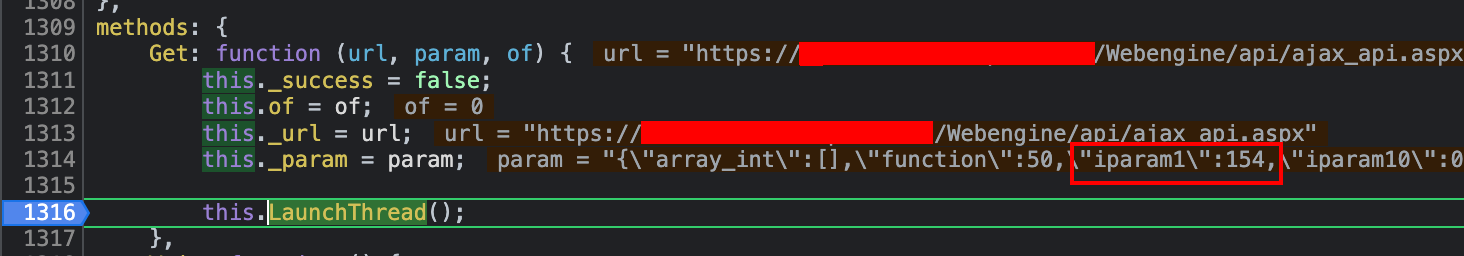 1308 },
1309 methods: {
1310 Get: function (url, param, of) { url = "https:// /Webengine/api/ajax_api.aspx
1311 this._success = false;
1312 this.of = of; of = 0
1313 this._url = url; url = "https:// /Webengine/api/ajax_api.aspx"
1314 this._param = param; param = "{\"array_int\":[],\"function\":50,\"iparam1\":154,\"iparam10\":0
1315
1316 this.LaunchThread();
1317 },